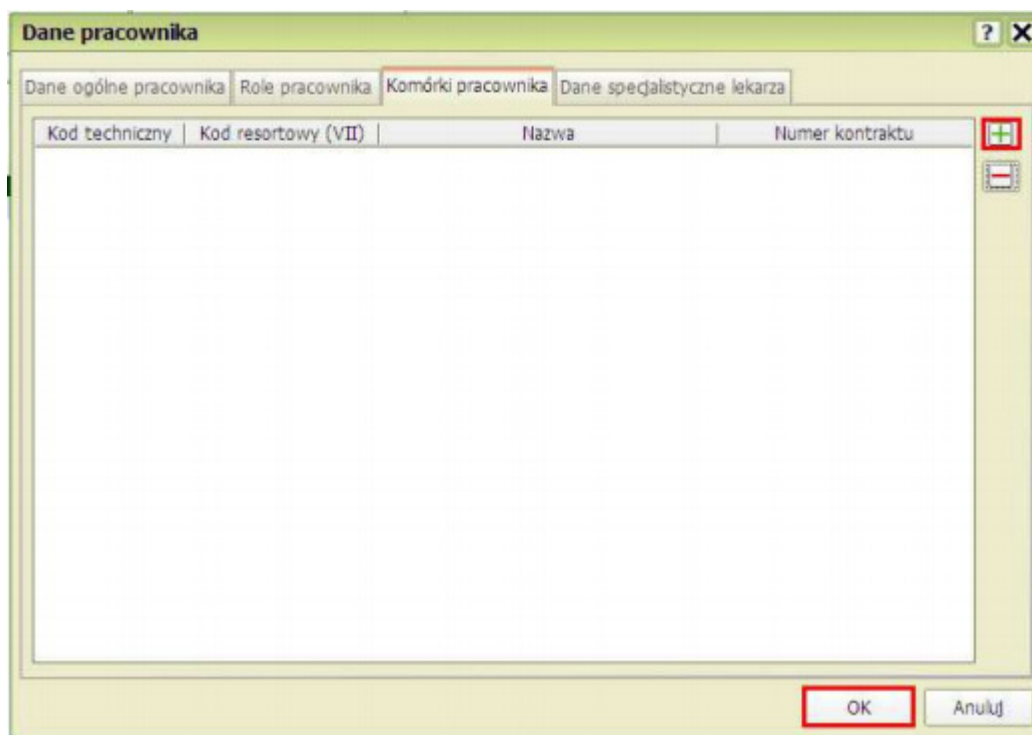 Dane pracownika
Dane ogólne pracownika Role pracownika Komórki pracownika Dane specjalistyczne lekarza
Kod techniczny Kod resortowy (VII) Nazwa Numer kontraktu
OK Anuluj